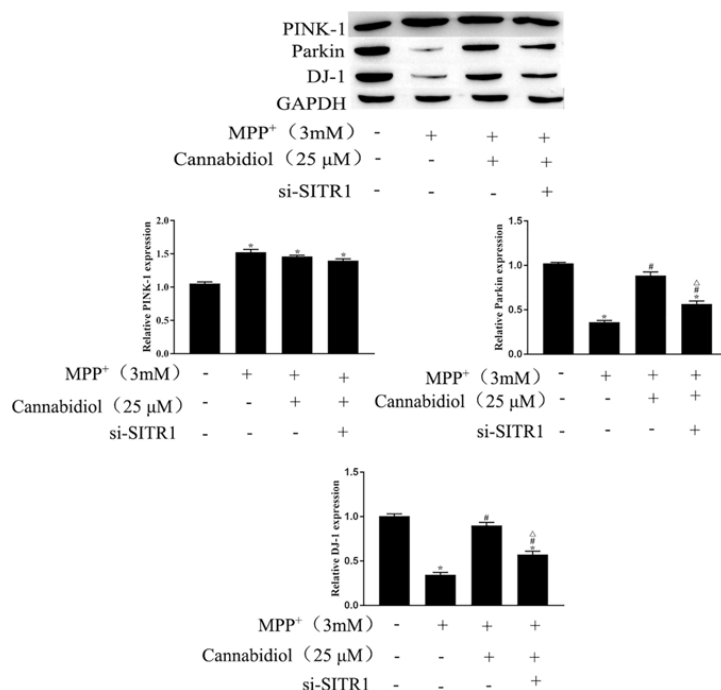 PINK-1
Parkin
DJ-1
GAPDH
MPP⁺ (3mM) - + + +
Cannabidiol (25 μM) - - + +
si-SITR1 - - - +
Relative PINK-1 expression
2.0
1.5
1.0
0.5
0.0
* * *
MPP⁺ (3mM) - + + +
Cannabidiol (25 μM) - - + +
si-SITR1 - - - +
Relative Parkin expression
1.5
1.0
0.5
0.0
* # △ # *
MPP⁺ (3mM) - + + +
Cannabidiol (25 μM) - - + +
si-SITR1 - - - +
Relative DJ-1 expression
1.5
1.0
0.5
0.0
* # △ # *
MPP⁺ (3mM) - + + +
Cannabidiol (25 μM) - - + +
si-SITR1 - - - +